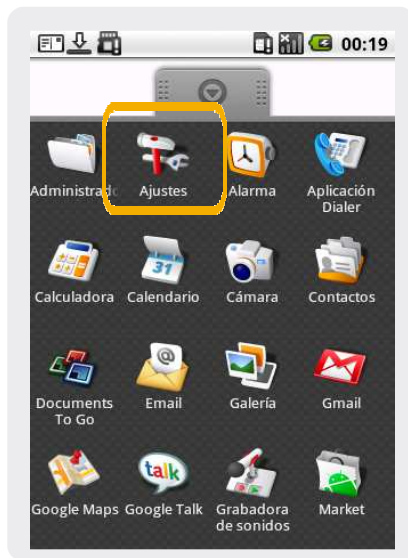 00:19
Administrado
Ajustes
Alarma
Aplicación
Dialer
Calculadora
31
Calendario
Cámara
Contactos
Documents
To Go
@
Email
Galería
Gmail
Google Maps
talk
Google Talk
Grabadora
de sonidos
Market